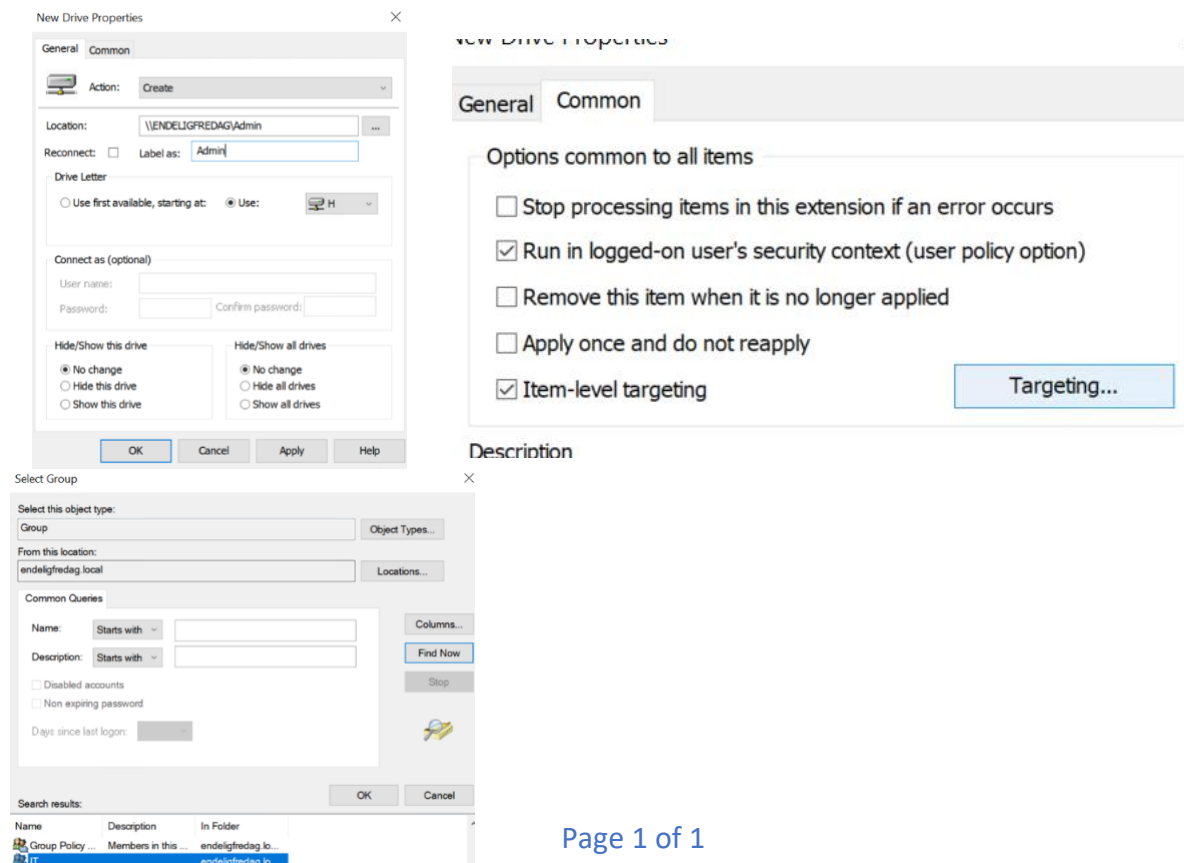 New Drive Properties
General Common
Action: Create
Location: \\ENDELIGFREDAG\Admin ...
Reconnect: Label as: Admin
Drive Letter
Use first available, starting at: Use: H
Connect as (optional)
User name:
Password: Confirm password:
Hide/Show this drive Hide/Show all drives
No change No change
Hide this drive Hide all drives
Show this drive Show all drives
OK Cancel Apply Help
New Drive Properties
General Common
Options common to all items
Stop processing items in this extension if an error occurs
Run in logged-on user's security context (user policy option)
Remove this item when it is no longer applied
Apply once and do not reapply
Item-level targeting Targeting...
Description
Select Group
Select this object type:
Group Object Types...
From this location:
endeligfredag.local Locations...
Common Queries
Name: Starts with Columns...
Description: Starts with Find Now
Disabled accounts Stop
Non expiring password
Days since last logon:
OK Cancel
Search results:
Name Description In Folder
Group Policy ... Members in this ... endeligfredag.lo...
IT endeligfredag.lo...
Page 1 of 1